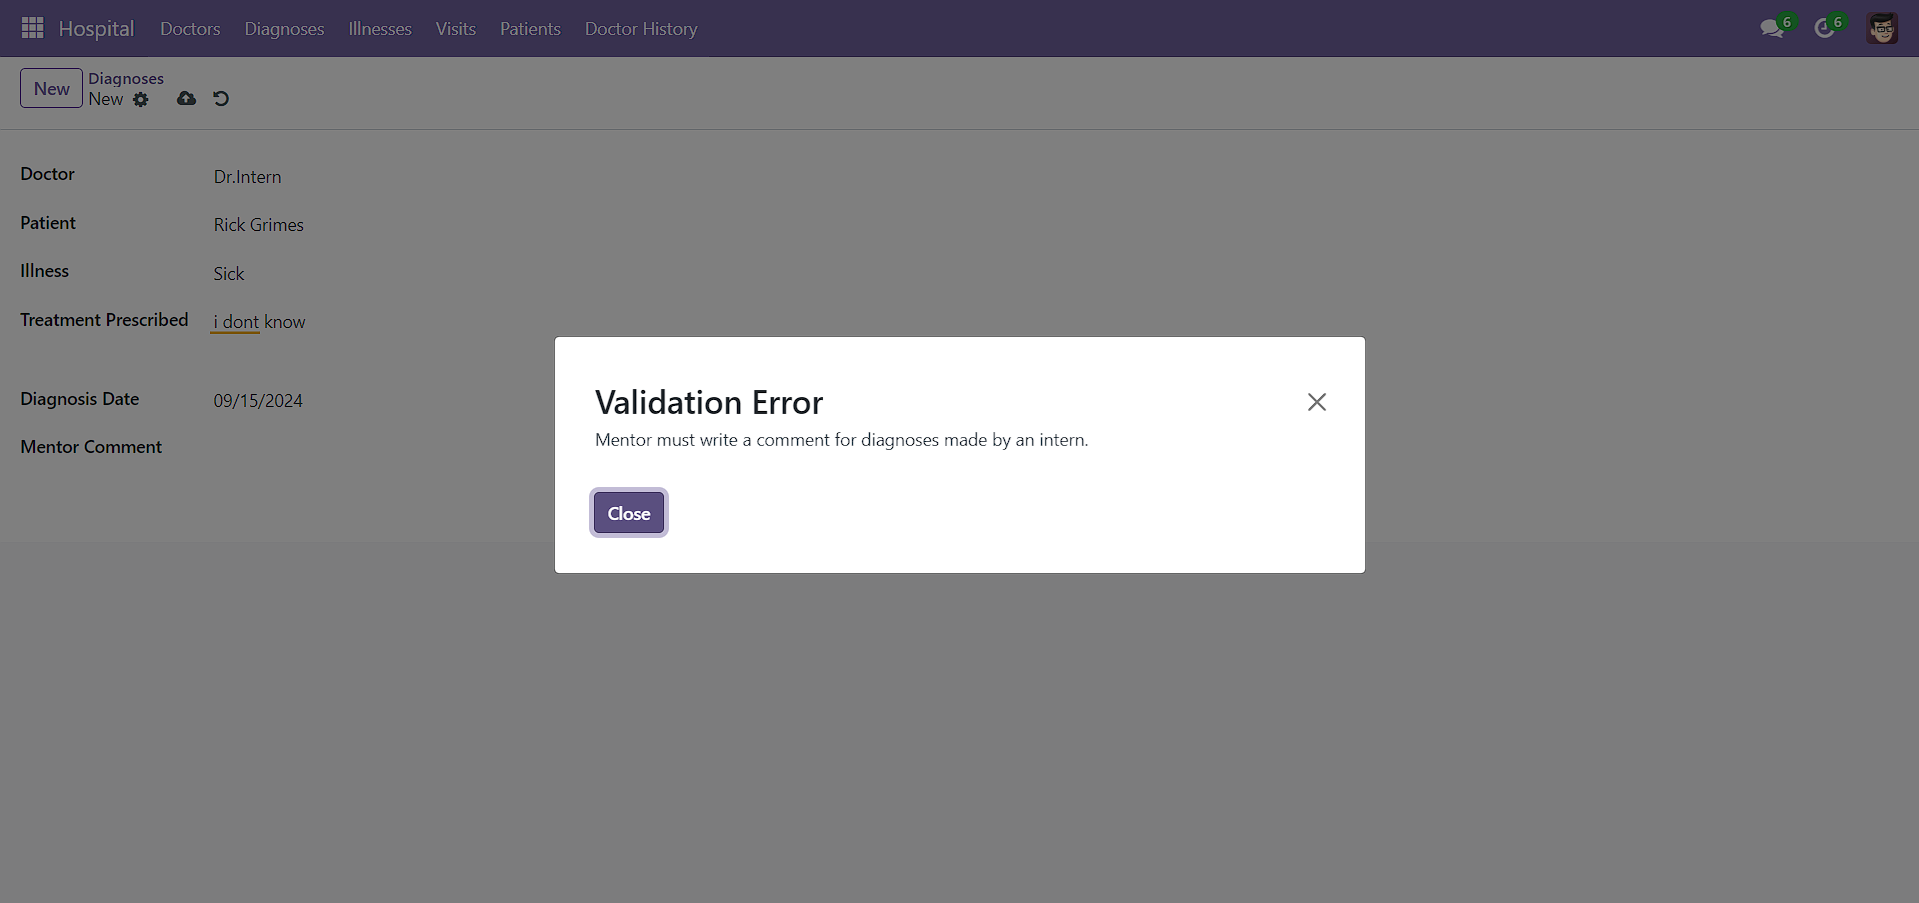 Hospital Doctors Diagnoses Illnesses Visits Patients Doctor History 6 6
New Diagnoses
New
Doctor Dr.Intern
Patient Rick Grimes
Illness Sick
Treatment Prescribed i dont know
Diagnosis Date 09/15/2024
Mentor Comment
Validation Error
Mentor must write a comment for diagnoses made by an intern.
Close